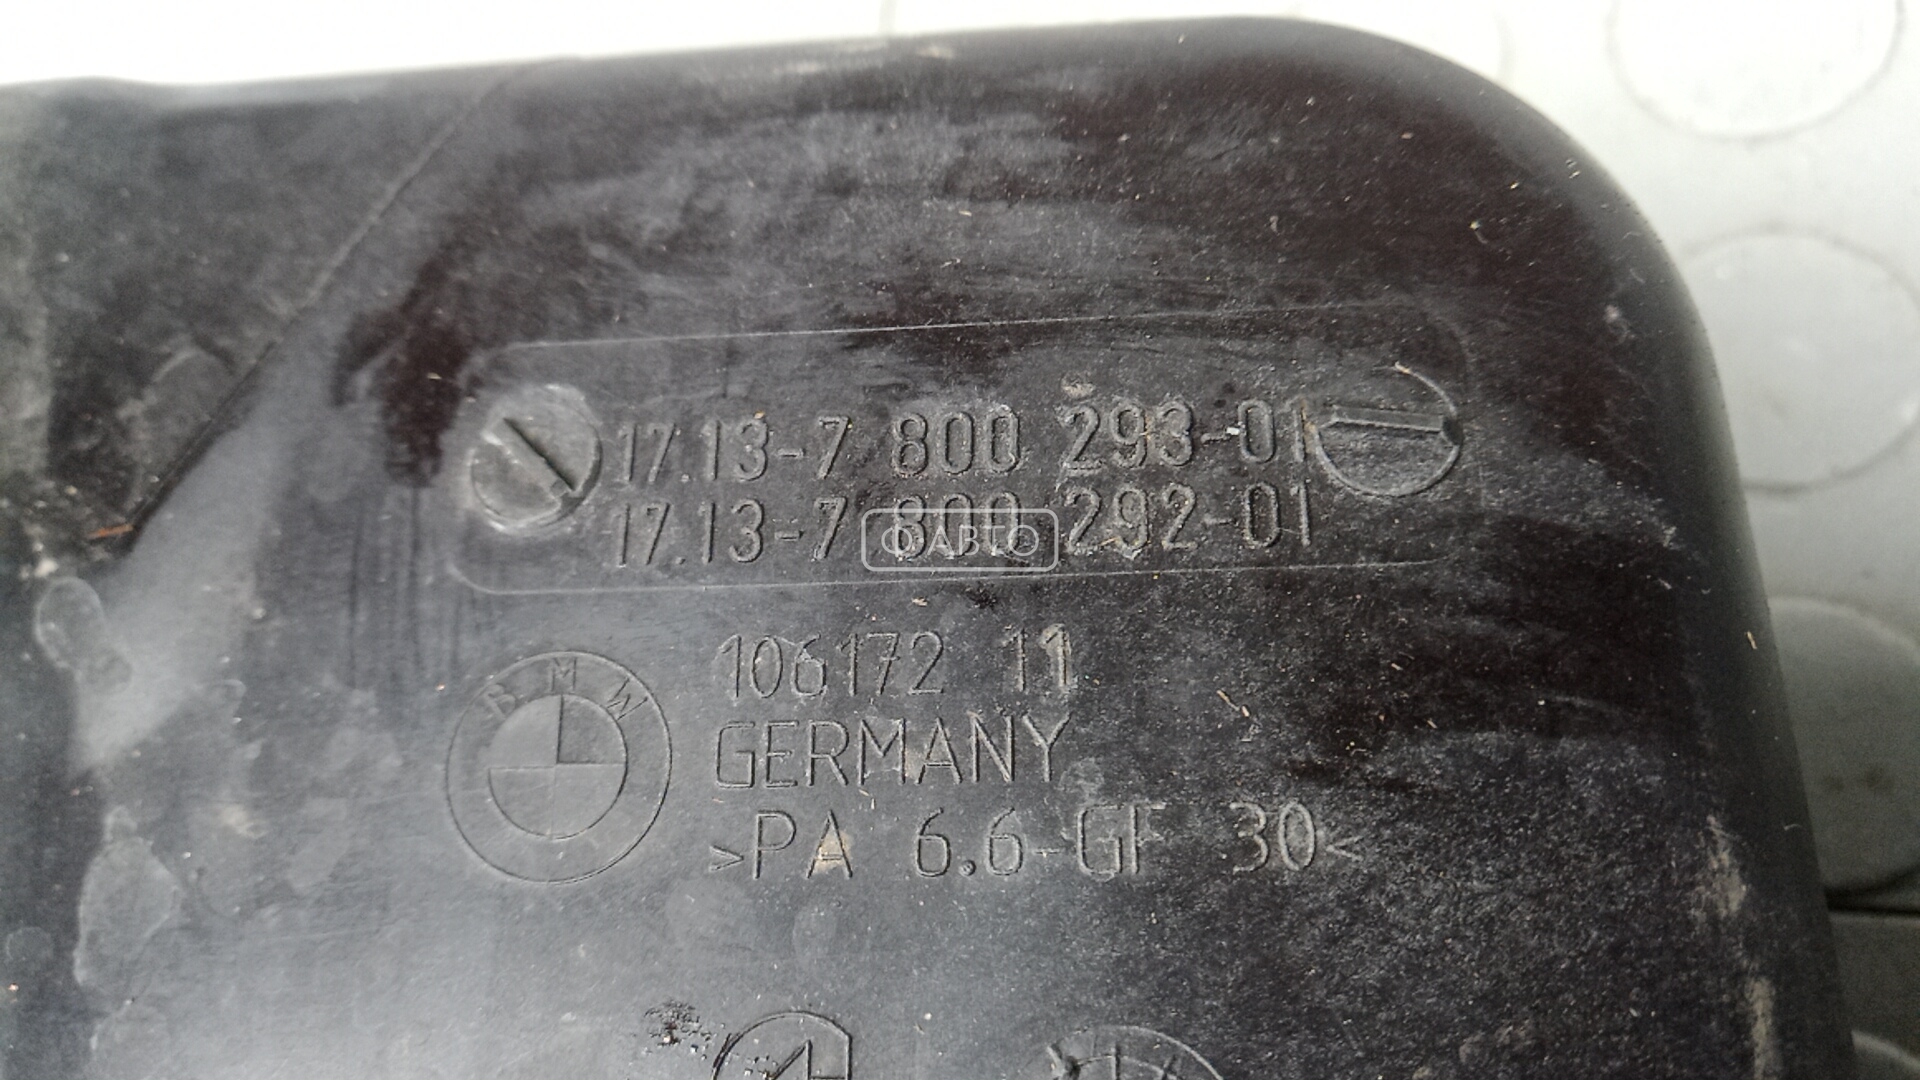 17.13-7 800 293-01
17.13-7 800 292-01
Ф АВТО
106172 11
BMW
GERMANY
>PA 6.6-GF 30<